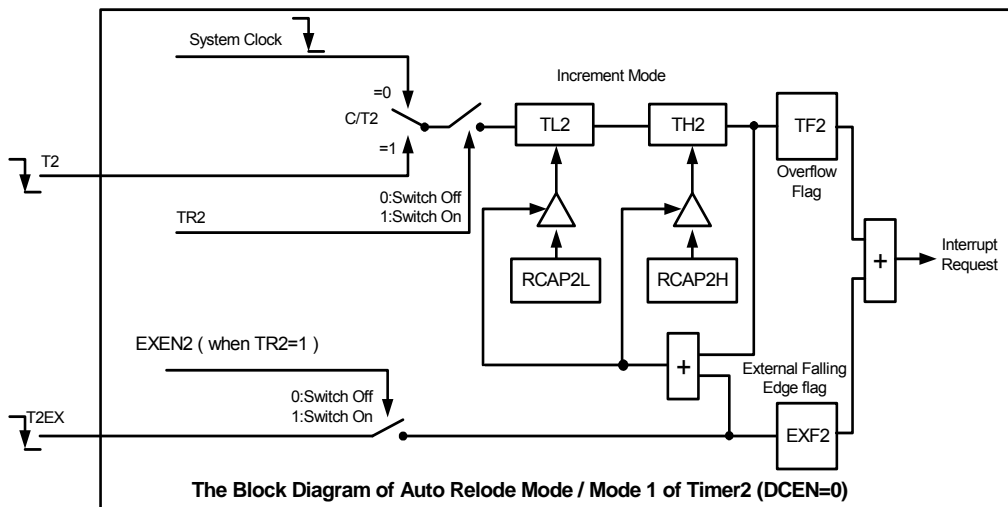 System Clock
Increment Mode
=0
C/T2
TL2
TH2
TF2
=1
T2
Overflow
Flag
0:Switch Off
1:Switch On
TR2
+
Interrupt
Request
RCAP2L
RCAP2H
EXEN2 ( when TR2=1 )
+
External Falling
Edge flag
0:Switch Off
1:Switch On
T2EX
EXF2
The Block Diagram of Auto Relode Mode / Mode 1 of Timer2 (DCEN=0)